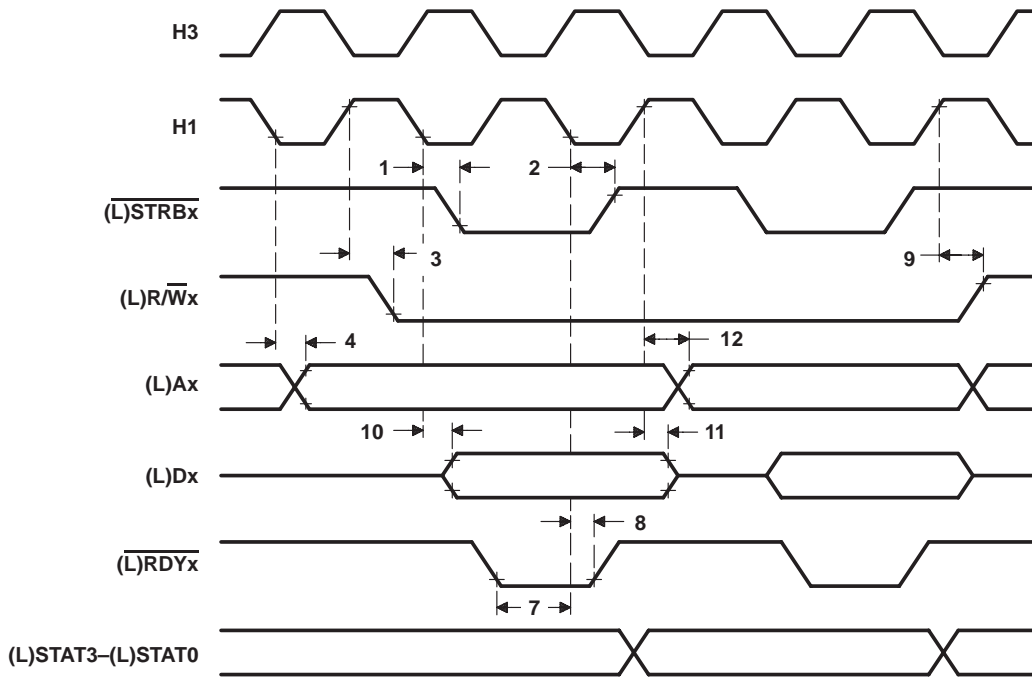 H3
H1
1
2
(L)STRBx
3
9
(L)R/Wx
4
12
(L)Ax
10
11
(L)Dx
8
(L)RDYx
7
(L)STAT3–(L)STAT0